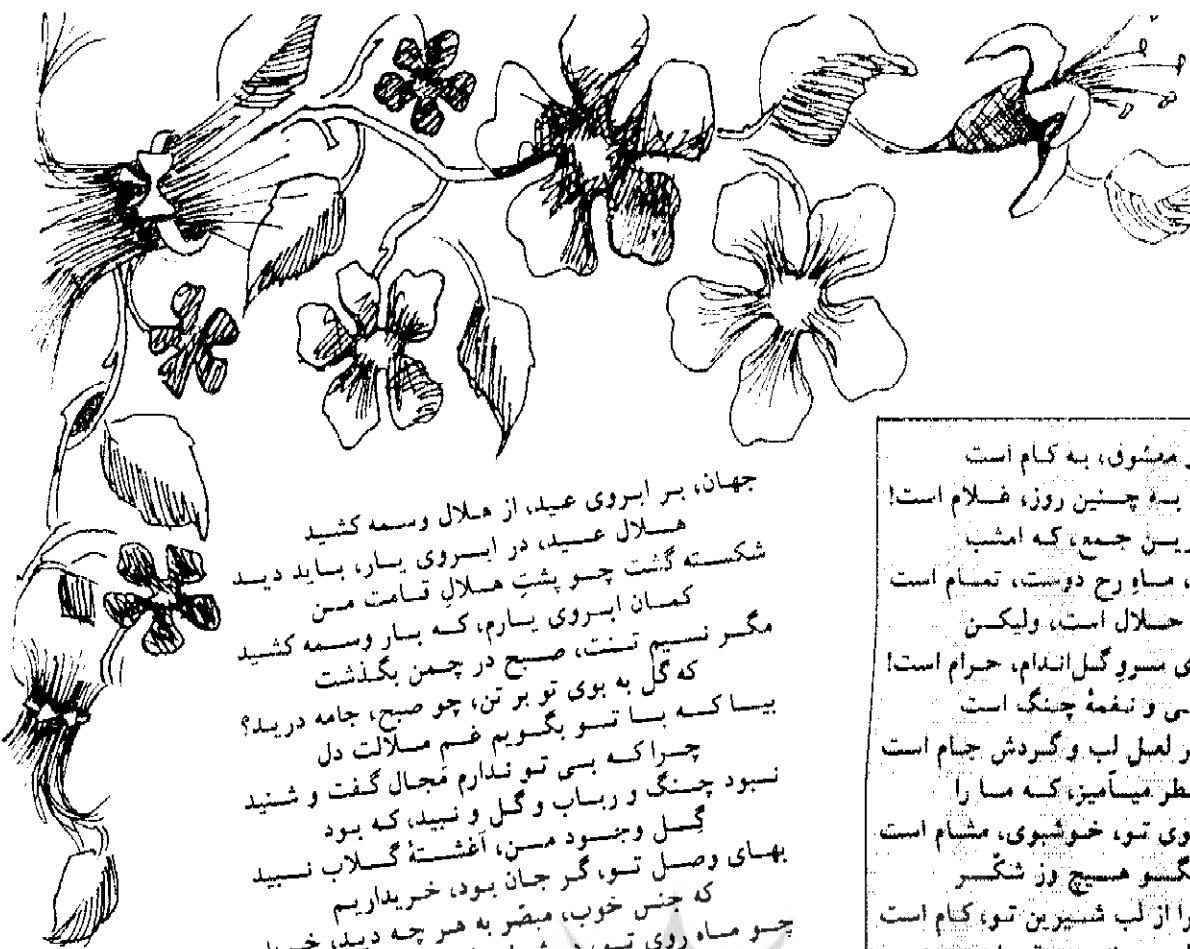 معشوق، به کام است
به چنین روز، غلام است!
جمع، که امشب
ماهِ رخ دوست، تمام است
حلال است، ولیکن
سروِ گل‌اندام، حرام است!
و نغمهٔ چنگ است
لعل لب و گردش جام است
میآمیز، که ما را
تو، خوشبوی، مشام است
هیچ وز شکّر
از لب شیرین تو، کام است
جهان، بر ابروی عید، از هلال وسمه کشید
هلال عید، در ابروی یار، باید دید
شکسته گشت چو پشتِ هلالِ قامت من
کمان ابروی یارم، که بار وسمه کشید
مگر نسیم تنت، صبح در چمن بگذشت
که گل به بوی تو بر تن، چو صبح، جامه درید؟
بیا که با تو بگویم غم ملالت دل
چرا که بی تو ندارم مَجال گفت و شنید
نبود چنگ و رباب و گل و نبید، که بود
گِل وجود من، آغشتهٔ گلاب نبید
بهای وصل تو، گر جان بود، خریداریم
که جنس خوب، مبصّر به هر چه دید، خرید
چو ماه روی تو